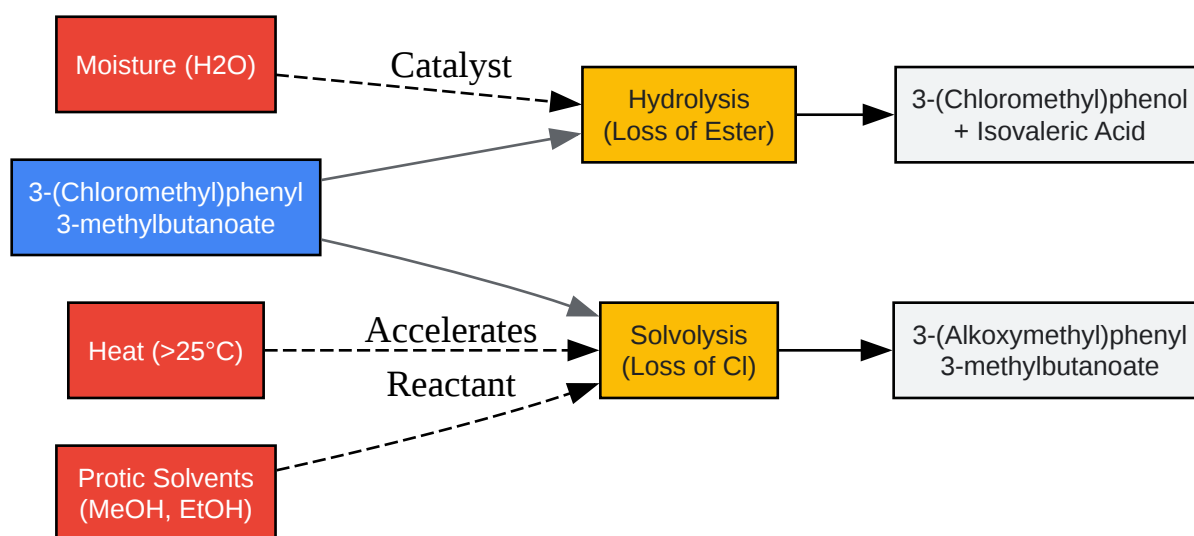 Moisture (H2O)
Catalyst
Hydrolysis
(Loss of Ester)
3-(Chloromethyl)phenol
+ Isovaleric Acid
3-(Chloromethyl)phenyl
3-methylbutanoate
Heat (>25°C)
Accelerates
Reactant
Solvolysis
(Loss of Cl)
3-(Alkoxymethyl)phenyl
3-methylbutanoate
Protic Solvents
(MeOH, EtOH)